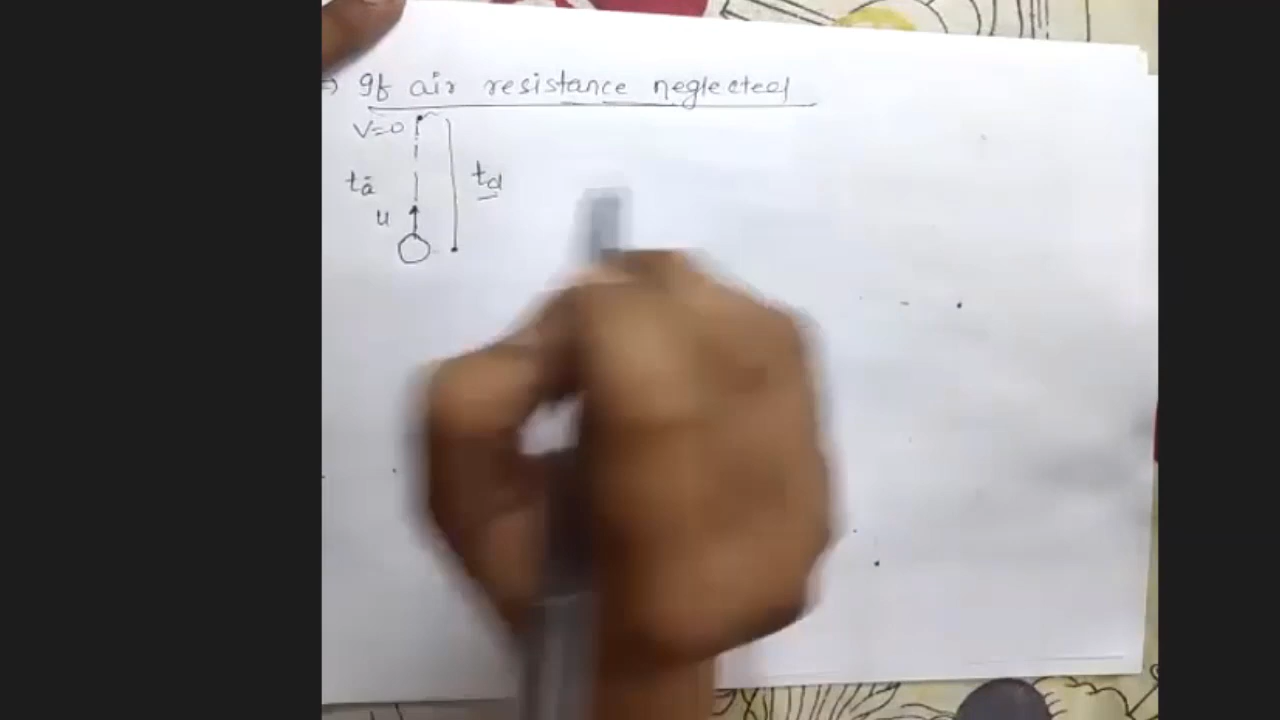 ⇒ If air resistance neglected
V=0
ta
td
u